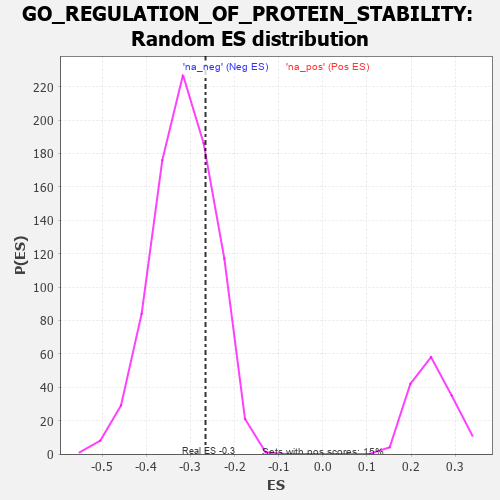 GO_REGULATION_OF_PROTEIN_STABILITY:
Random ES distribution
'na_neg' (Neg ES) 'na_pos' (Pos ES)
220
200
180
160
140
120
100
80
60
40
20
0
P(ES)
Real ES -0.3 Sets with pos scores: 15%
-0.5 -0.4 -0.3 -0.2 -0.1 0.0 0.1 0.2 0.3
ES